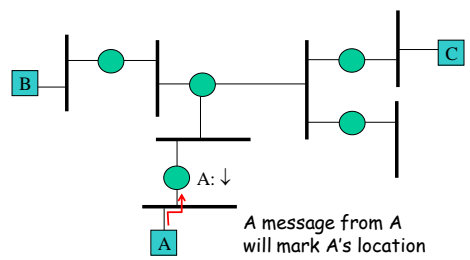 B
C
A: ↓
A
A message from A
will mark A's location